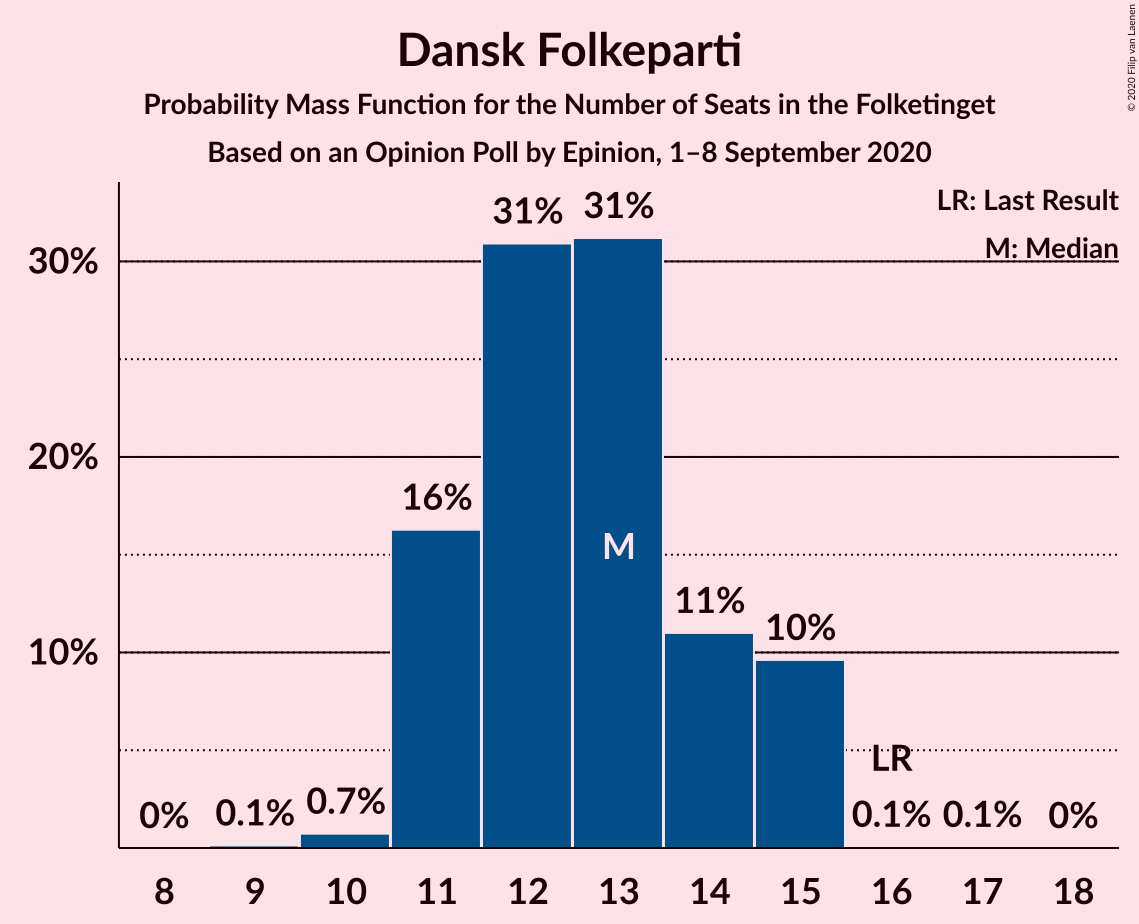 Dansk Folkeparti
Probability Mass Function for the Number of Seats in the Folketinget
Based on an Opinion Poll by Epinion, 1–8 September 2020
© 2020 Filip van Laenen
LR: Last Result
M: Median
30%
20%
10%
0%
0.1%
0.7%
16%
31%
31%
M
11%
10%
LR
0.1%
0.1%
0%
8 9 10 11 12 13 14 15 16 17 18